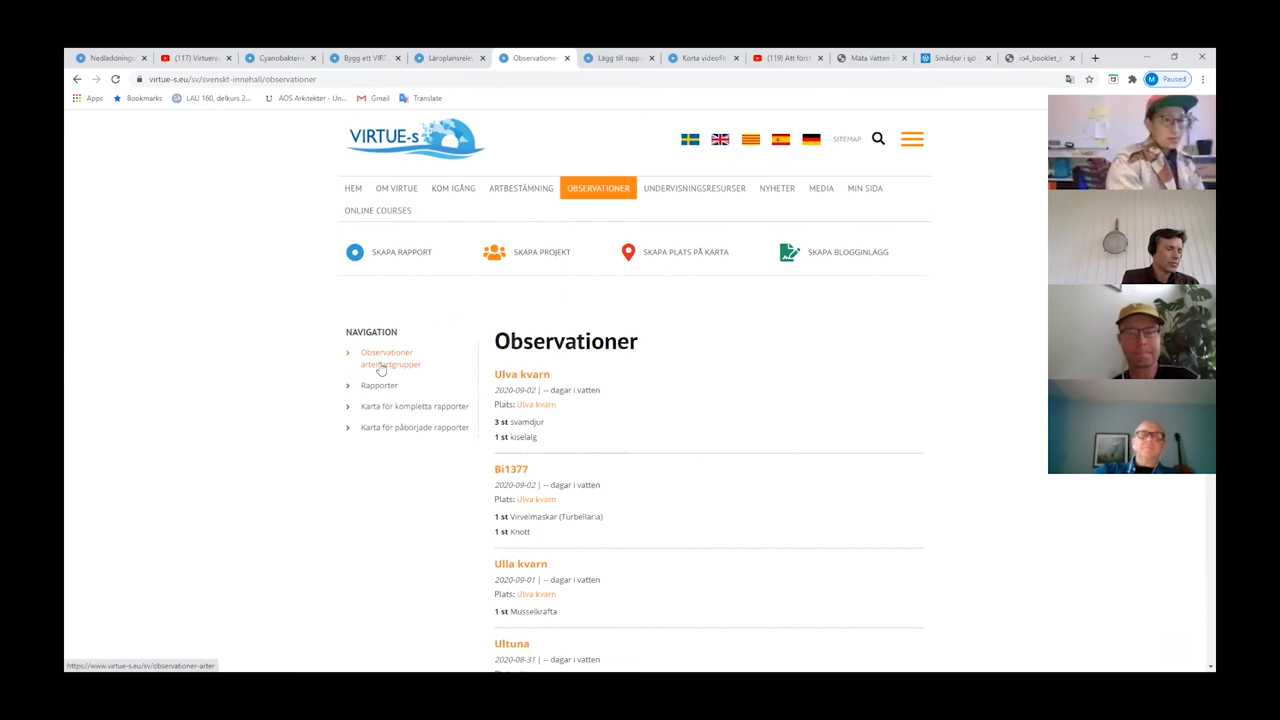 Nedladdnings
(117) Virtuera
Cyanobakterie
Bygg ett VIRT
Läroplansrelev
Observatione
Lägg till rapp
Korta videofil
(119) Att först
Mäta Vatten 3
Smådjur i sjö
io4_booklet_s
virtue-s.eu/sv/svenskt-innehall/observationer
M Paused
Apps
Bookmarks
LAU 160, delkurs 2...
AOS Arkitekter - Un...
Gmail
Translate
VIRTUE-s
SITEMAP
HEM
OM VIRTUE
KOM IGÅNG
ARTBESTÄMNING
OBSERVATIONER
UNDERVISNINGSRESURSER
NYHETER
MEDIA
MIN SIDA
ONLINE COURSES
SKAPA RAPPORT
SKAPA PROJEKT
SKAPA PLATS PÅ KARTA
SKAPA BLOGGINLÄGG
NAVIGATION
Observationer
arter/artgrupper
Rapporter
Karta för kompletta rapporter
Karta för påbörjade rapporter
Observationer
Ulva kvarn
2020-09-02 | -- dagar i vatten
Plats: Ulva kvarn
3 st svamdjur
1 st kiselalg
Bi1377
2020-09-02 | -- dagar i vatten
Plats: Ulva kvarn
1 st Virvelmaskar (Turbellaria)
1 st Knott
Ulla kvarn
2020-09-01 | -- dagar i vatten
Plats: Ulva kvarn
1 st Musselkräfta
Ultuna
2020-08-31 | -- dagar i vatten
https://www.virtue-s.eu/sv/observationer-arter